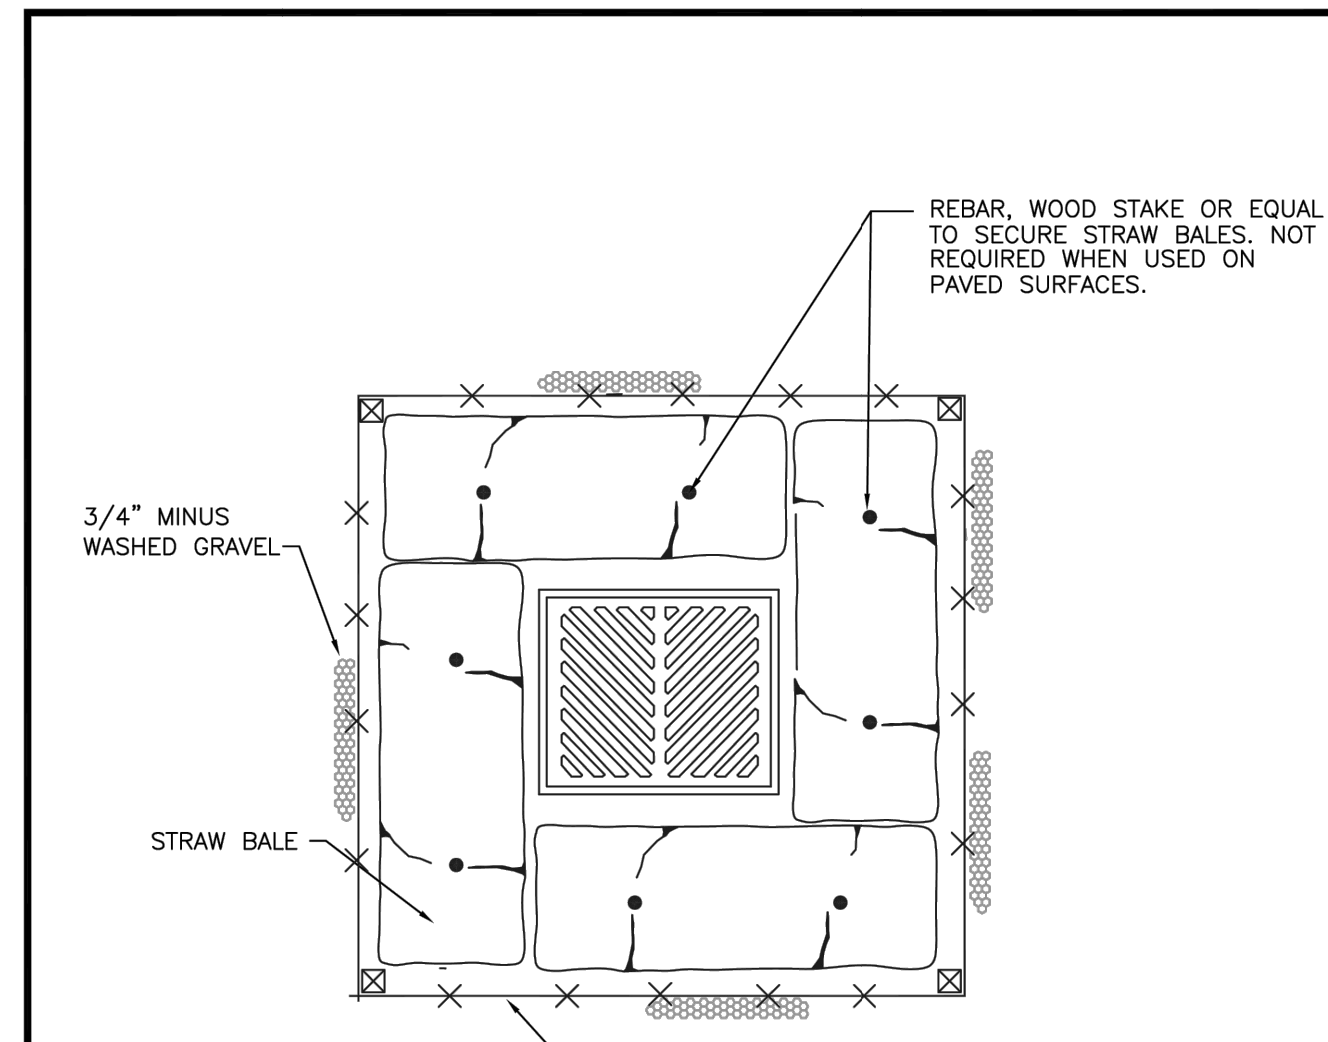 REBAR, WOOD STAKE OR EQUAL
TO SECURE STRAW BALES. NOT
REQUIRED WHEN USED ON
PAVED SURFACES.
3/4" MINUS
WASHED GRAVEL
STRAW BALE